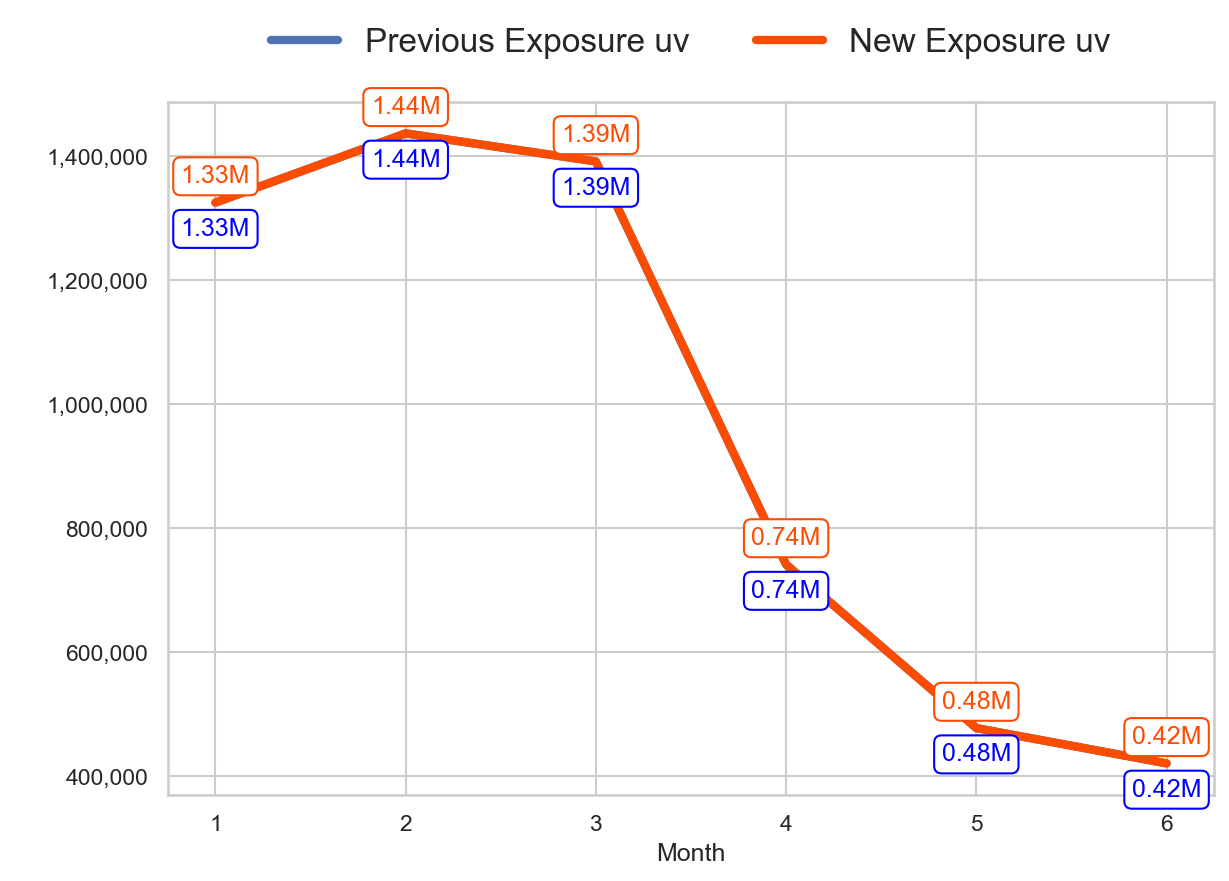 Previous Exposure uv New Exposure uv
1.44M
1.39M
1,400,000
1.44M
1.33M
1.39M
1.33M
1,200,000
1,000,000
800,000
0.74M
0.74M
600,000
0.48M
0.42M
0.48M
400,000
0.42M
1 2 3 4 5 6
Month